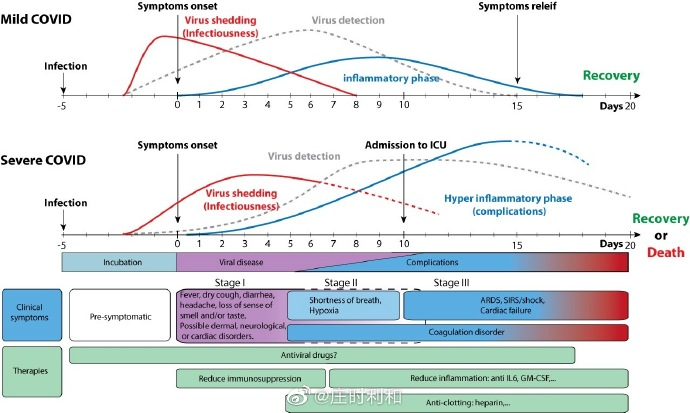 Mild COVID
Symptoms onset
Virus shedding
(Infectiousness)
Virus detection
Symptoms releif
Infection
inflammatory phase
Recovery
-5 0 1 2 3 4 5 6 7 8 9 10 15 Days 20
Severe COVID
Symptoms onset
Virus detection
Admission to ICU
Virus shedding
(Infectiousness)
Infection
Hyper inflammatory phase
(complications)
Recovery
or
Death
-5 0 1 2 3 4 5 6 7 8 9 10 15 Days 20
Incubation
Viral disease
Complications
Stage I
Stage II
Stage III
Clinical
symptoms
Pre-symptomatic
Fever, dry cough, diarrhea,
headache, loss of sense of
smell and/or taste.
Possible dermal, neurological,
or cardiac disorders.
Shortness of breath,
Hypoxia
ARDS, SIRS/shock,
Cardiac failure
Coagulation disorder
Therapies
Antiviral drugs?
Reduce immunosuppression
Reduce inflammation: anti IL6, GM-CSF,...
Anti-clotting: heparin,...
@庄时利和